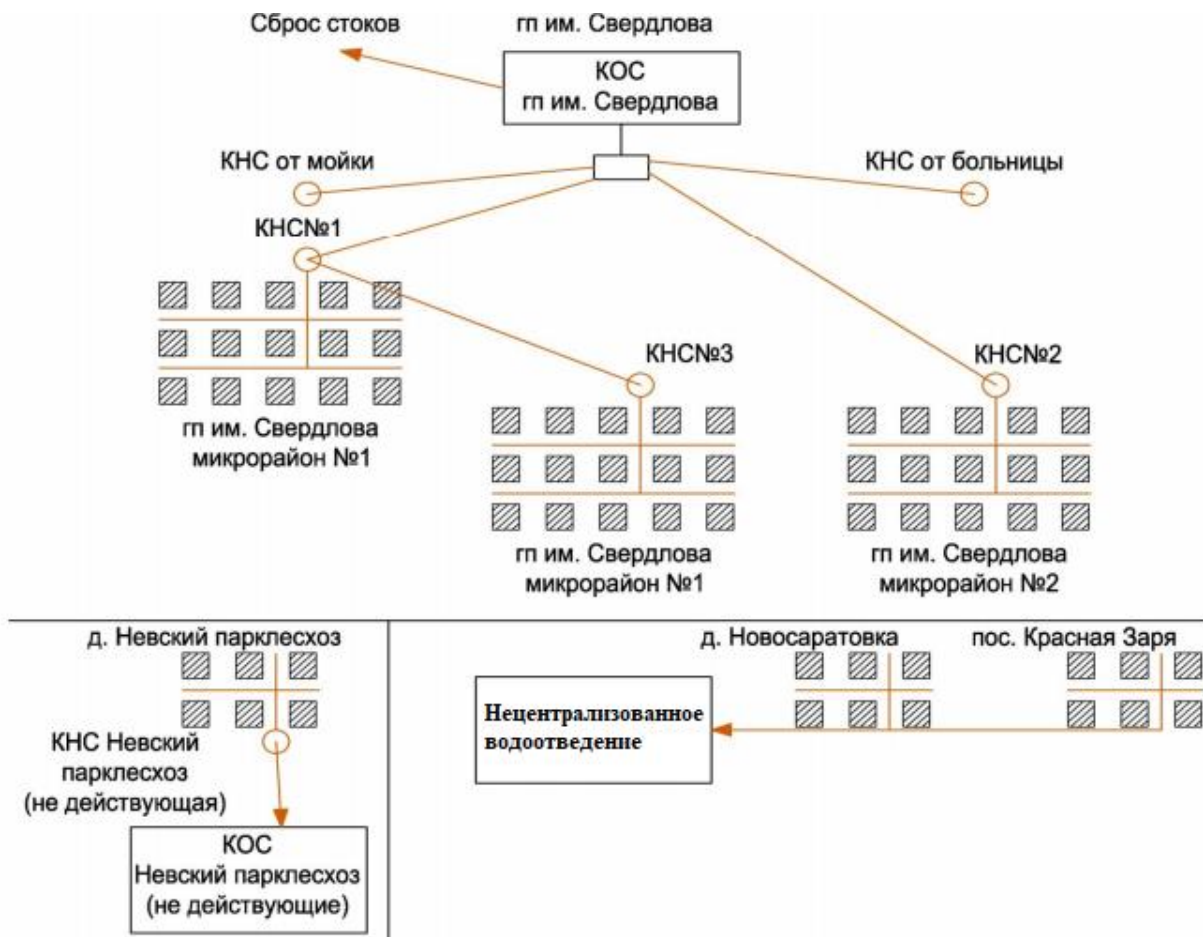 Сброс стоков
гп им. Свердлова
КОС
гп им. Свердлова
КНС от мойки
КНС от больницы
КНС№1
КНС№3
КНС№2
гп им. Свердлова
микрорайон №1
гп им. Свердлова
микрорайон №1
гп им. Свердлова
микрорайон №2
д. Невский парклесхоз
КНС Невский
парклесхоз
(не действующая)
КОС
Невский парклесхоз
(не действующие)
д. Новосаратовка
пос. Красная Заря
Нецентрализованное
водоотведение